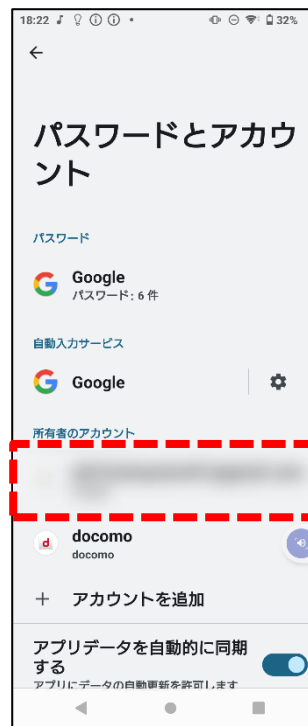 18:22
32%
パスワードとアカウ
ント
パスワード
Google
パスワード: 6 件
自動入力サービス
Google
所有者のアカウント
docomo
docomo
アカウントを追加
アプリデータを自動的に同期
する
アプリにデータの自動更新を許可します